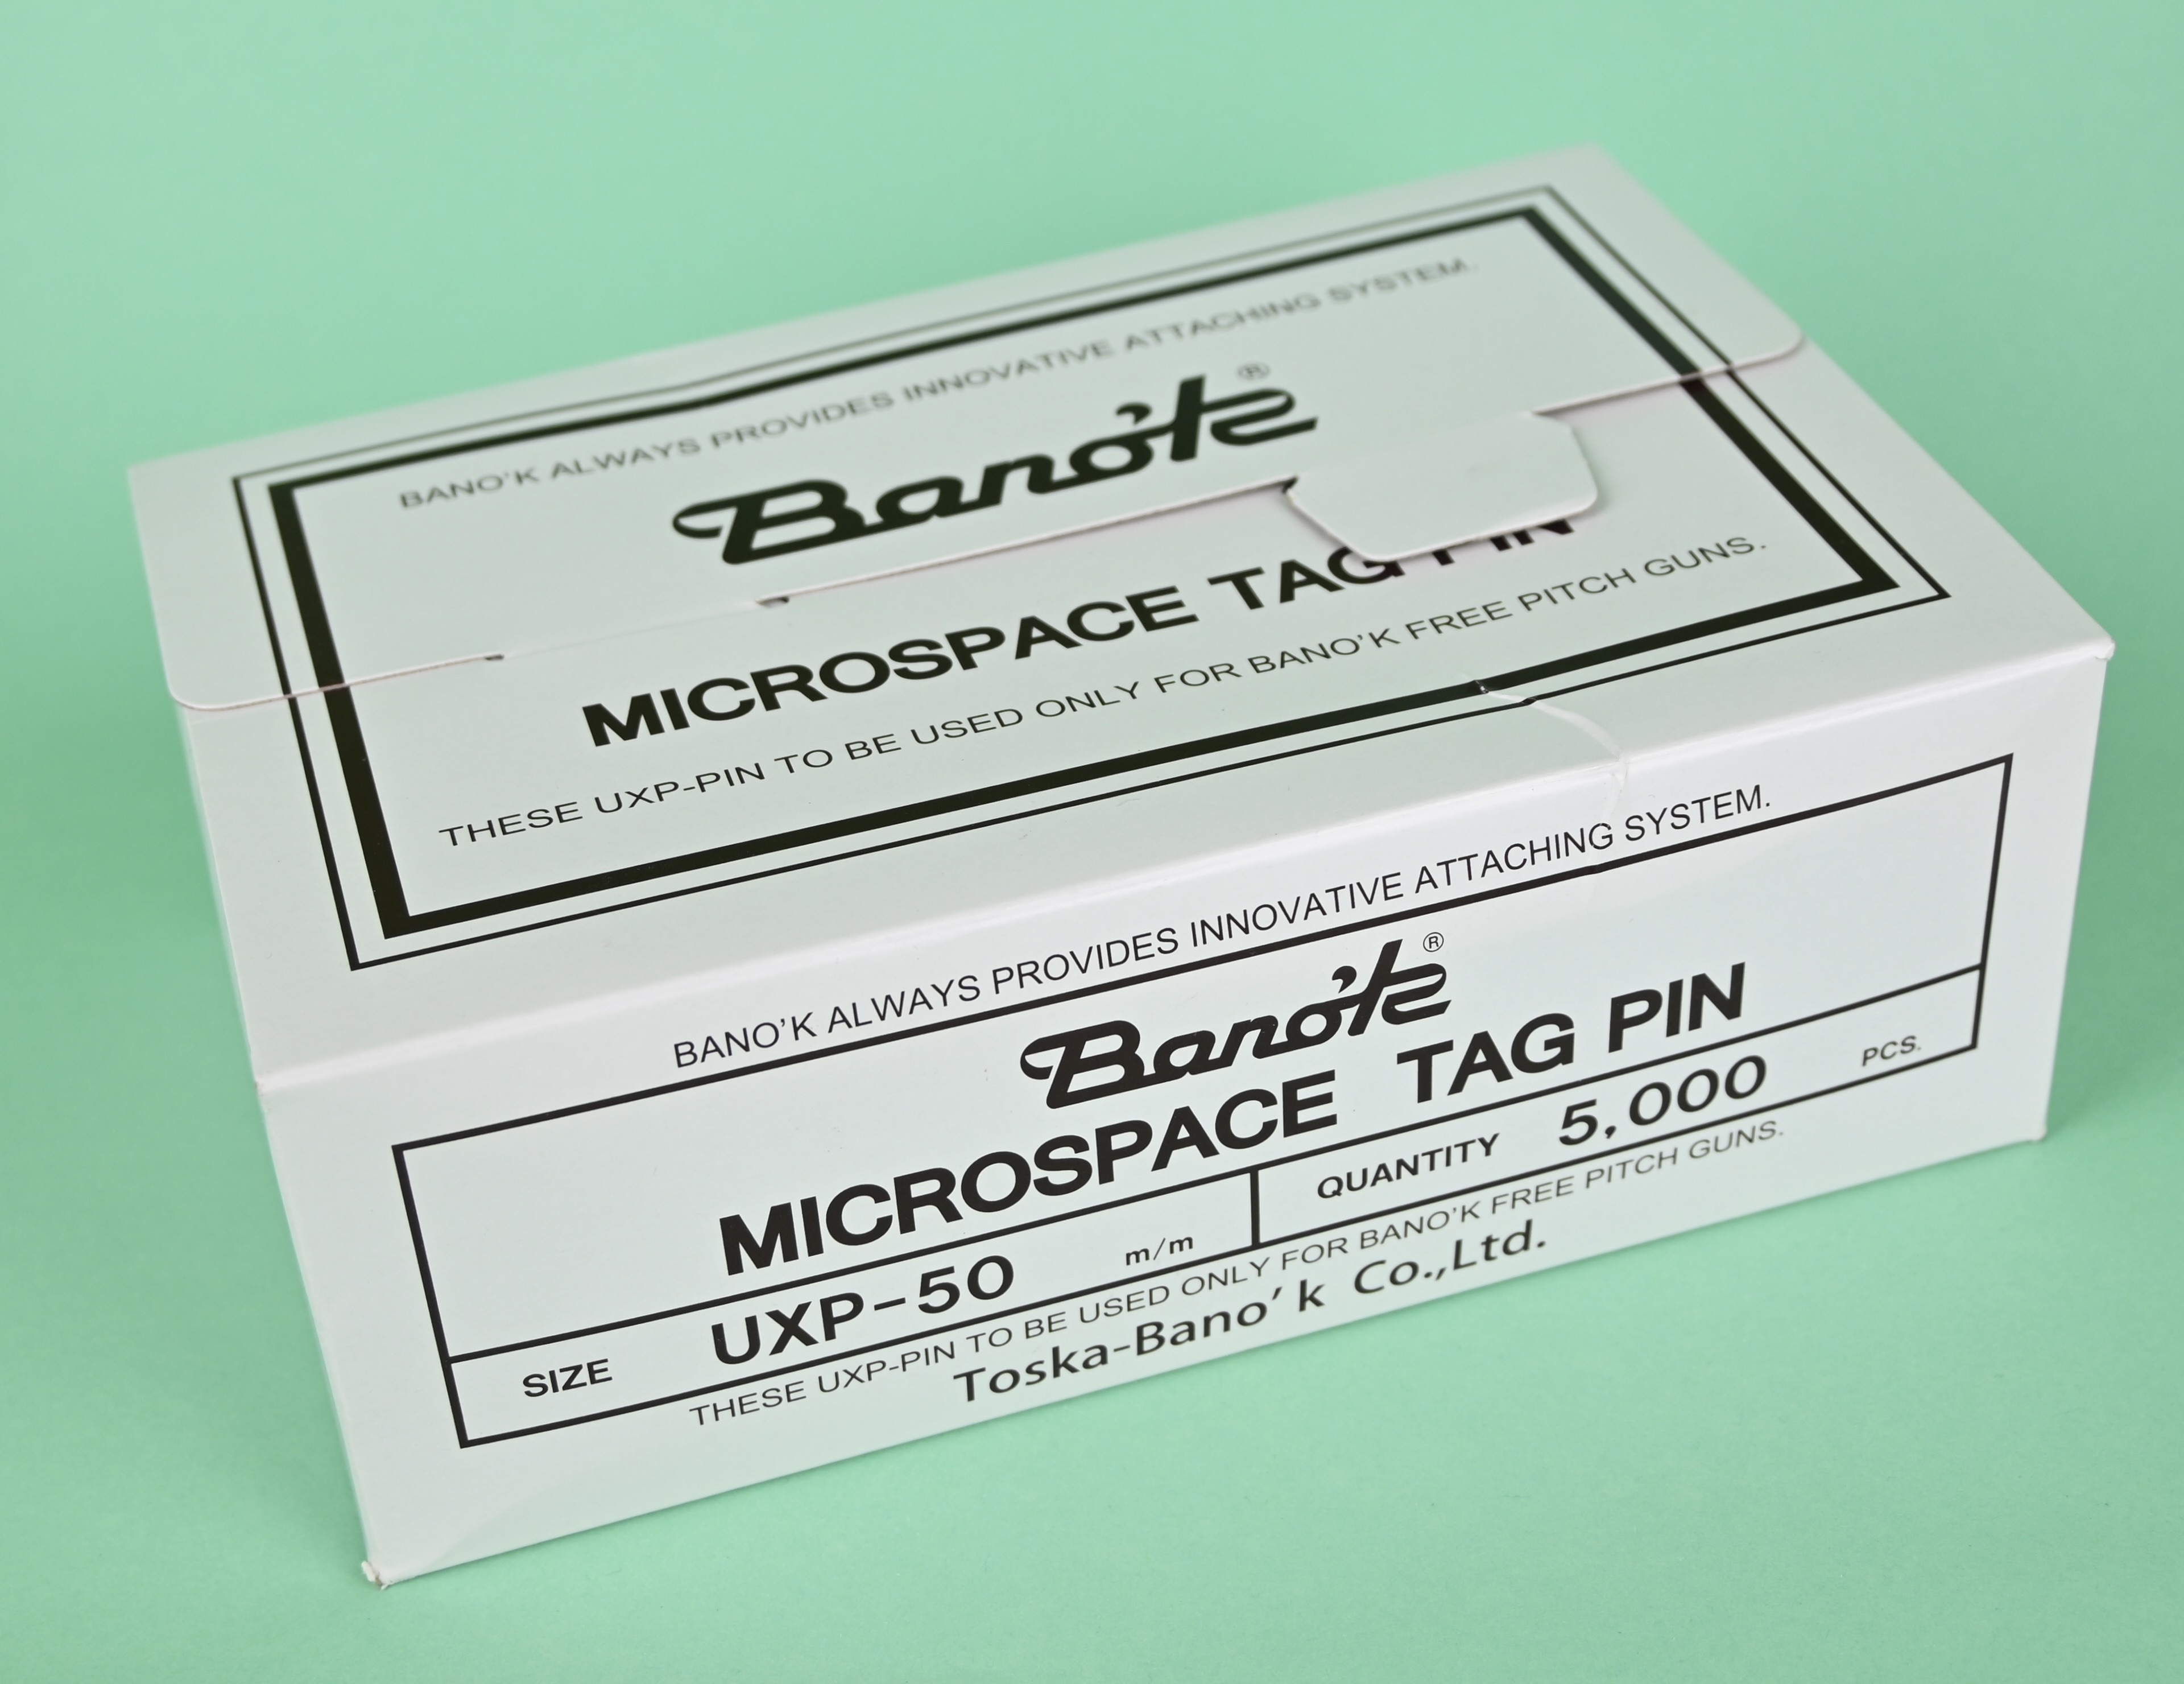 BANO'K ALWAYS PROVIDES INNOVATIVE ATTACHING SYSTEM.
Bano'k®
MICROSPACE TAG PIN
THESE UXP-PIN TO BE USED ONLY FOR BANO'K FREE PITCH GUNS.
BANO'K ALWAYS PROVIDES INNOVATIVE ATTACHING SYSTEM.
Bano'k®
MICROSPACE TAG PIN
SIZE UXP-50 m/m QUANTITY 5,000 PCS.
THESE UXP-PIN TO BE USED ONLY FOR BANO'K FREE PITCH GUNS.
Toska-Bano'k Co.,Ltd.